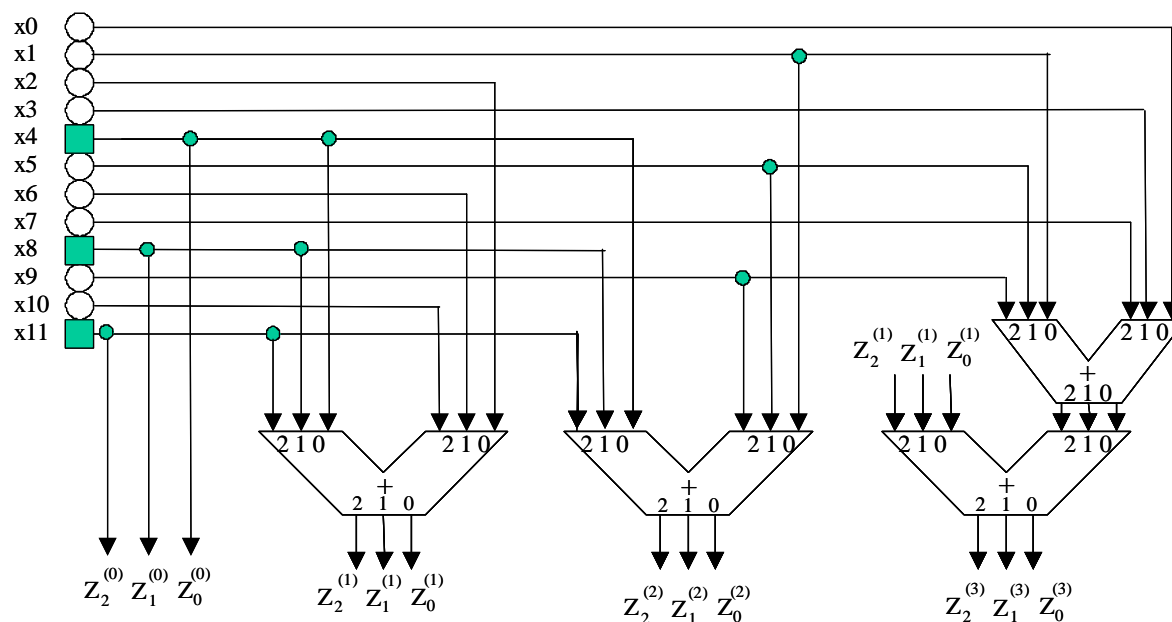 x0
x1
x2
x3
x4
x5
x6
x7
x8
x9
x10
x11
2 1 0 2 1 0
+
2 1 0
Z₂⁽¹⁾ Z₁⁽¹⁾ Z₀⁽¹⁾
2 1 0 2 1 0
+
2 1 0
2 1 0 2 1 0
+
2 1 0
2 1 0 2 1 0
+
2 1 0
Z₂⁽⁰⁾ Z₁⁽⁰⁾ Z₀⁽⁰⁾
Z₂⁽¹⁾ Z₁⁽¹⁾ Z₀⁽¹⁾
Z₂⁽²⁾ Z₁⁽²⁾ Z₀⁽²⁾
Z₂⁽³⁾ Z₁⁽³⁾ Z₀⁽³⁾